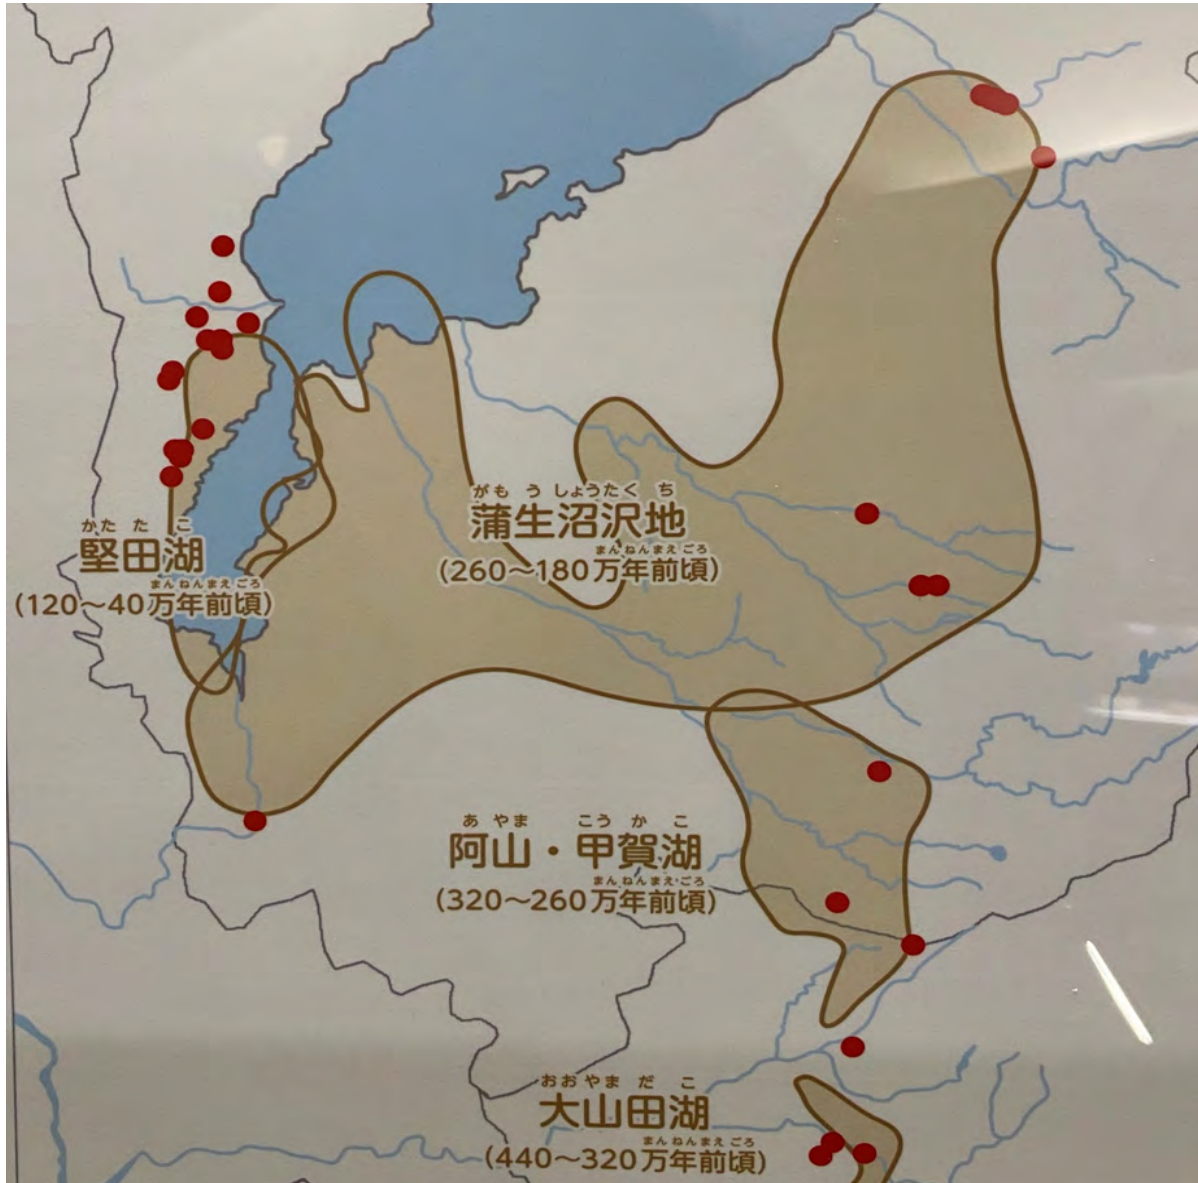 がもうしょうたくち
蒲生沼沢地
まんねんまえごろ
(260～180万年前頃)
かたたこ
堅田湖
まんねんまえごろ
(120～40万年前頃)
あやま こうかこ
阿山・甲賀湖
まんねんまえごろ
(320～260万年前頃)
おおやまだこ
大山田湖
まんねんまえごろ
(440～320万年前頃)